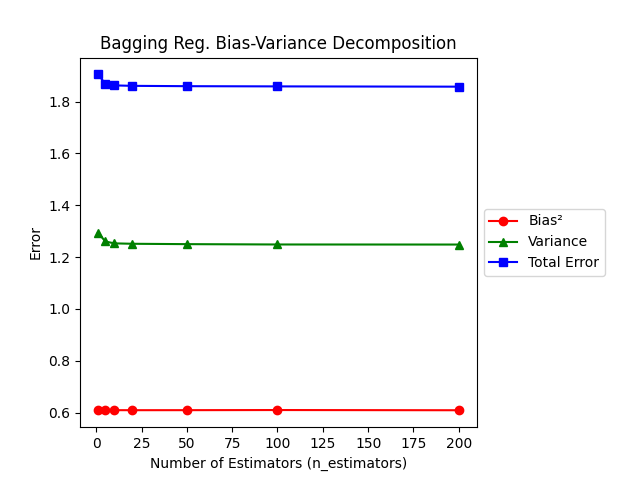 Bagging Reg. Bias-Variance Decomposition
1.8
1.6
1.4
1.2
1.0
0.8
0.6
Error
0 25 50 75 100 125 150 175 200
Number of Estimators (n_estimators)
Bias²
Variance
Total Error